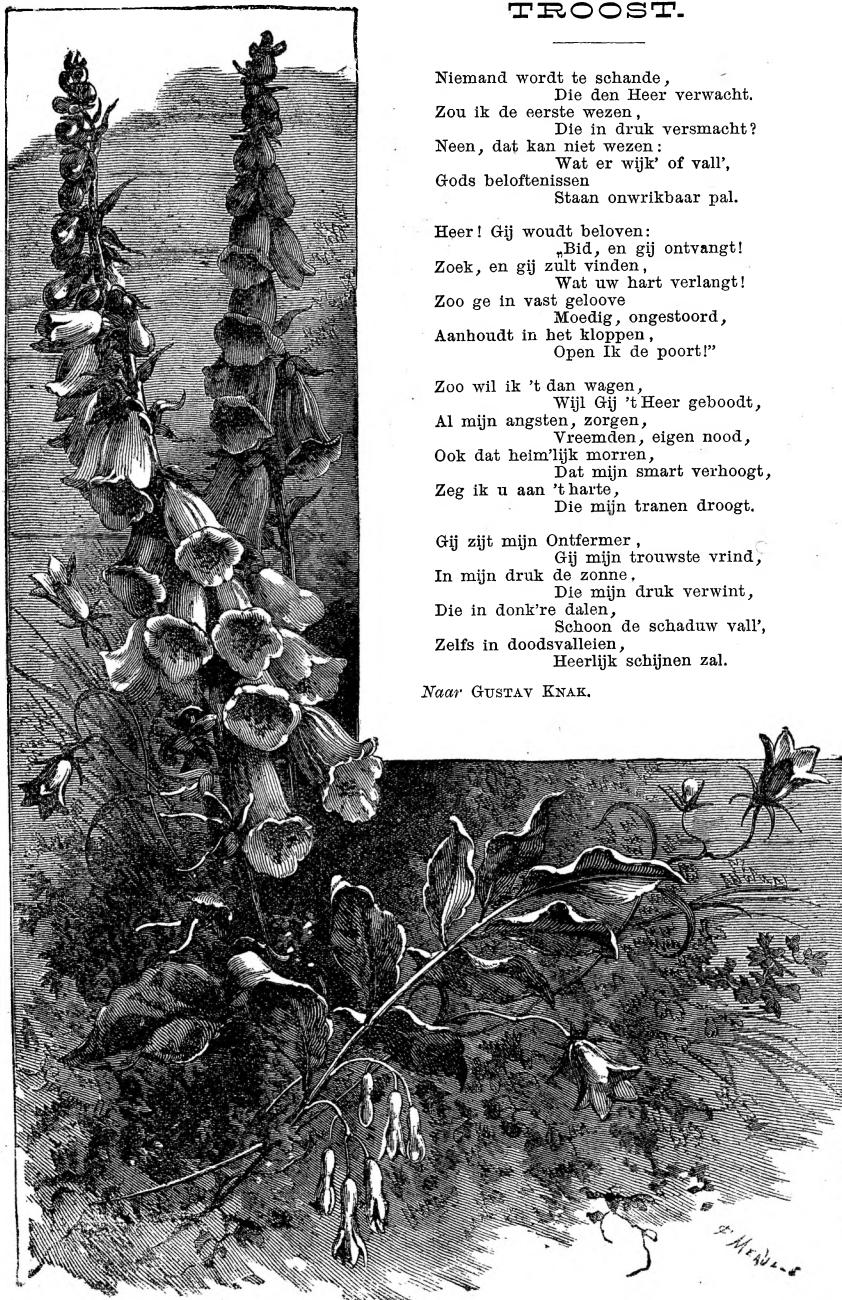 TROOST.
Niemand wordt te schande,
Die den Heer verwacht.
Zou ik de eerste wezen,
Die in druk versmacht?
Neen, dat kan niet wezen:
Wat er wijk' of vall',
Gods beloftenissen
Staan onwrikbaar pal.
Heer! Gij woudt beloven:
„Bid, en gij ontvangt!
Zoek, en gij zult vinden,
Wat uw hart verlangt!
Zoo ge in vast geloove
Moedig, ongestoord,
Aanhoudt in het kloppen,
Open Ik de poort!”
Zoo wil ik 't dan wagen,
Wijl Gij 't Heer geboodt,
Al mijn angsten, zorgen,
Vreemden, eigen nood,
Ook dat heim'lijk morren,
Dat mijn smart verhoogt,
Zeg ik u aan 't harte,
Die mijn tranen droogt.
Gij zijt mijn Ontfermer,
Gij mijn trouwste vrind,
In mijn druk de zonne,
Die mijn druk verwint,
Die in donk're dalen,
Schoon de schaduw vall',
Zelfs in doodsvalleien,
Heerlijk schijnen zal.
Naar GUSTAV KNAK.